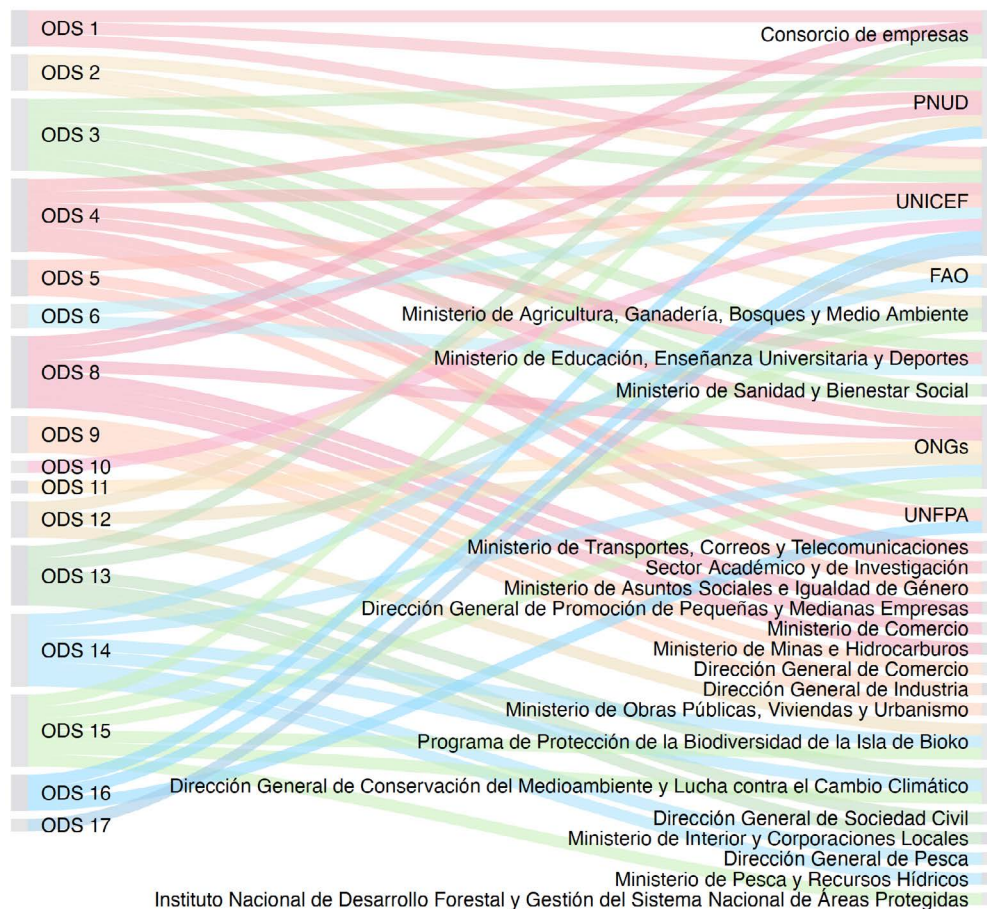 ODS 1
ODS 2
ODS 3
ODS 4
ODS 5
ODS 6
ODS 8
ODS 9
ODS 10
ODS 11
ODS 12
ODS 13
ODS 14
ODS 15
ODS 16
ODS 17
Consorcio de empresas
PNUD
UNICEF
FAO
Ministerio de Agricultura, Ganadería, Bosques y Medio Ambiente
Ministerio de Educación, Enseñanza Universitaria y Deportes
Ministerio de Sanidad y Bienestar Social
ONGs
UNFPA
Ministerio de Transportes, Correos y Telecomunicaciones
Sector Académico y de Investigación
Ministerio de Asuntos Sociales e Igualdad de Género
Dirección General de Promoción de Pequeñas y Medianas Empresas
Ministerio de Comercio
Ministerio de Minas e Hidrocarburos
Dirección General de Comercio
Dirección General de Industria
Ministerio de Obras Públicas, Viviendas y Urbanismo
Programa de Protección de la Biodiversidad de la Isla de Bioko
Dirección General de Conservación del Medioambiente y Lucha contra el Cambio Climático
Dirección General de Sociedad Civil
Ministerio de Interior y Corporaciones Locales
Dirección General de Pesca
Ministerio de Pesca y Recursos Hídricos
Instituto Nacional de Desarrollo Forestal y Gestión del Sistema Nacional de Áreas Protegidas